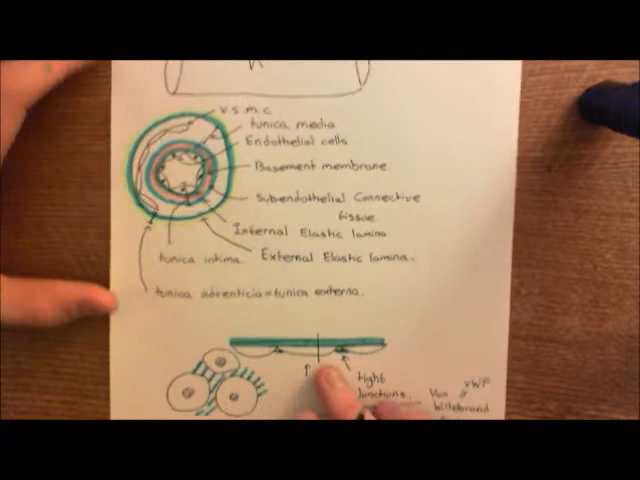 v.s.m.c
tunica media
Endothelial cells
Basement membrane
Subendothelial Connective
tissue
Internal Elastic lamina
tunica intima.
External Elastic lamina.
tunica adventicia = tunica externa.
tight
Junctions.
vWF
Von
Willebrand